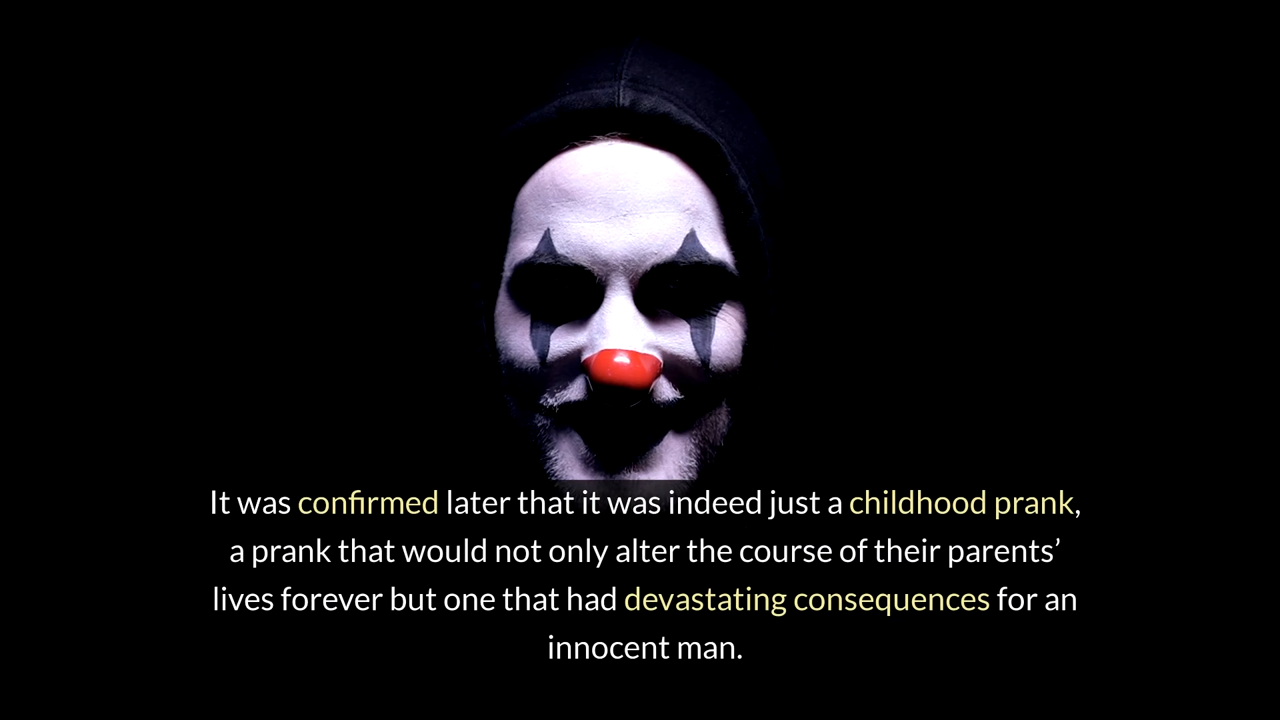 It was confirmed later that it was indeed just a childhood prank,
a prank that would not only alter the course of their parents’
lives forever but one that had devastating consequences for an
innocent man.